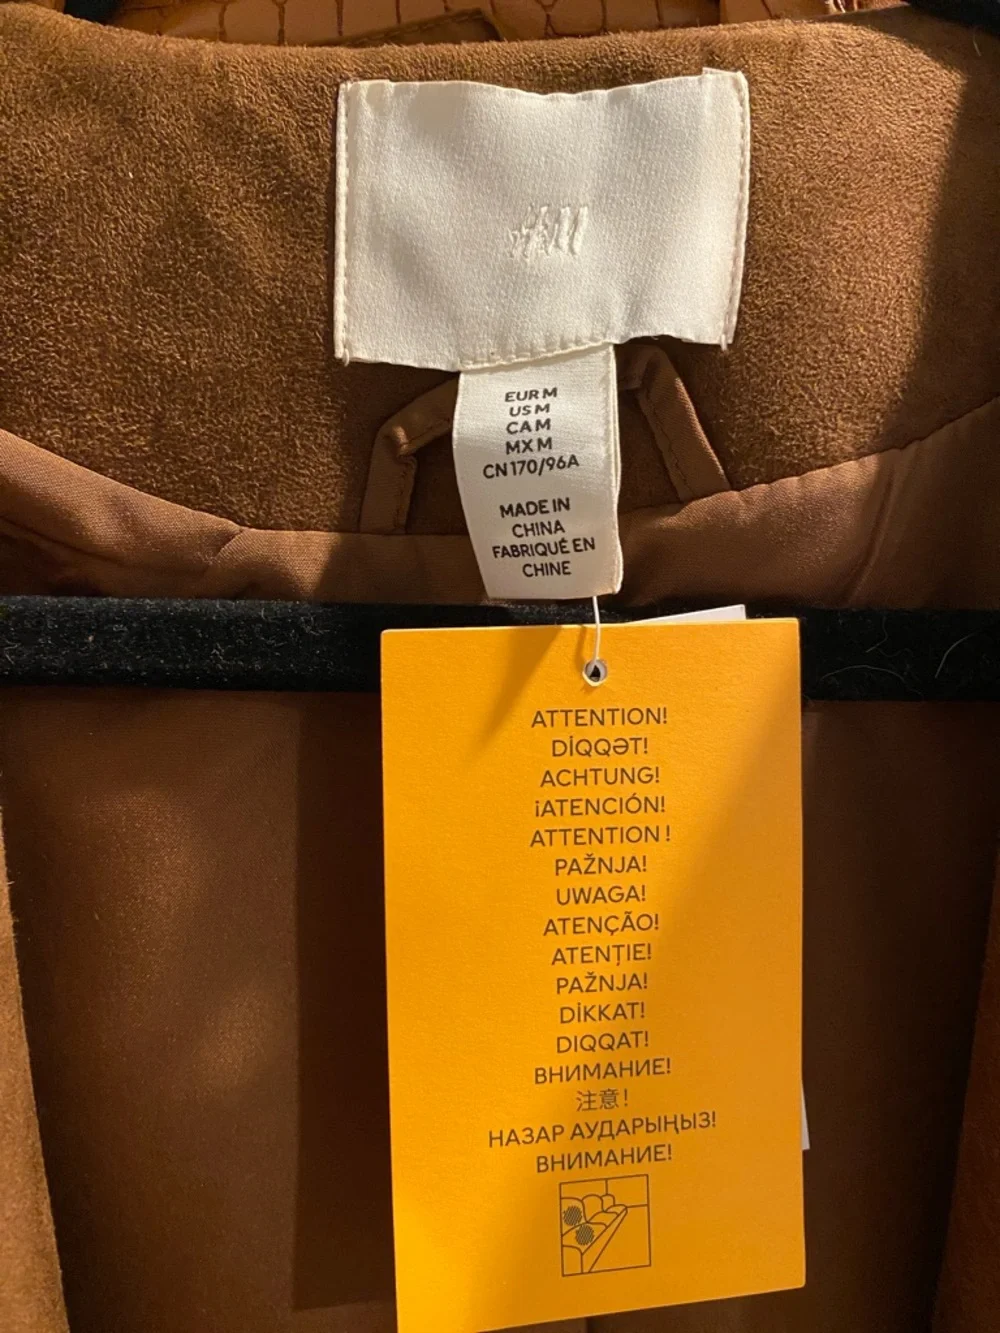 H&M
EUR M
US M
CA M
MX M
CN 170/96A
MADE IN
CHINA
FABRIQUÉ EN
CHINE
ATTENTION!
DİQQƏT!
ACHTUNG!
¡ATENCIÓN!
ATTENTION !
PAŽNJA!
UWAGA!
ATENÇÃO!
ATENȚIE!
PAŽNJA!
DİKKAT!
DIQQAT!
ВНИМАНИЕ!
注意!
НАЗАР АУДАРЫҢЫЗ!
ВНИМАНИЕ!